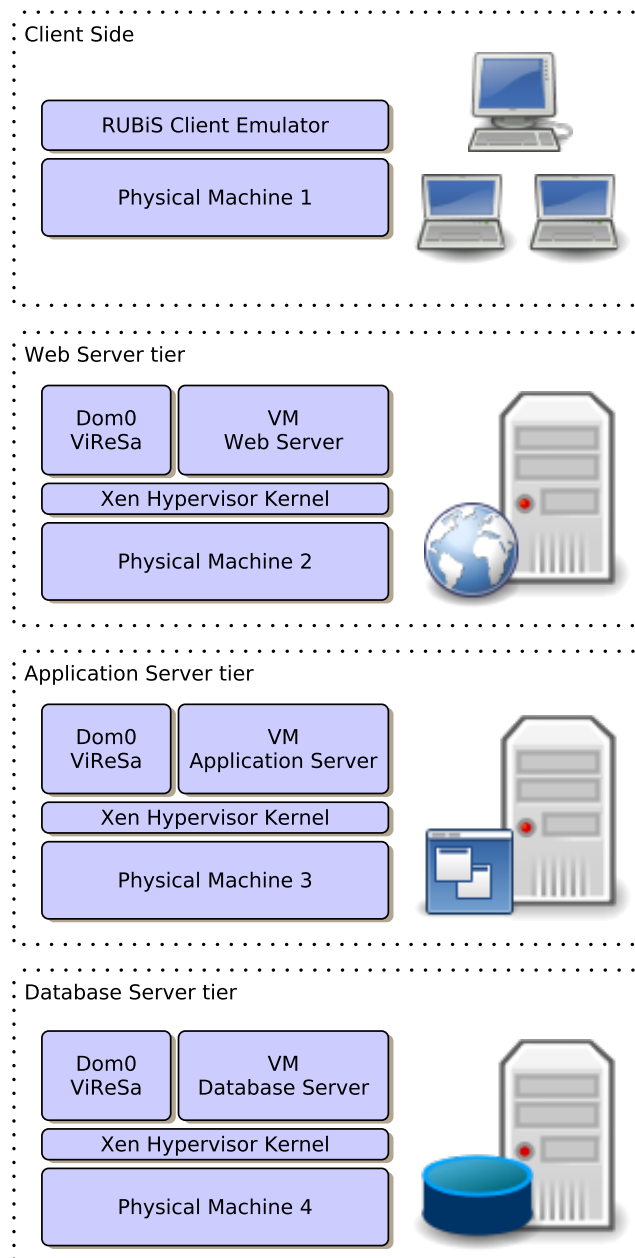 Client Side
RUBiS Client Emulator
Physical Machine 1
Web Server tier
Dom0
ViReSa
VM
Web Server
Xen Hypervisor Kernel
Physical Machine 2
Application Server tier
Dom0
ViReSa
VM
Application Server
Xen Hypervisor Kernel
Physical Machine 3
Database Server tier
Dom0
ViReSa
VM
Database Server
Xen Hypervisor Kernel
Physical Machine 4